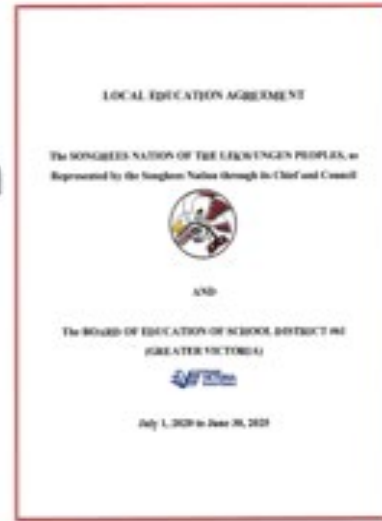 LOCAL EDUCATION AGREEMENT
The SONGHEES NATION OF THE LEKWUNGEN PEOPLES, as
Represented by the Songhees Nation through its Chief and Council
AND
The BOARD OF EDUCATION OF SCHOOL DISTRICT #61
(GREATER VICTORIA)
July 1, 2020 to June 30, 2025